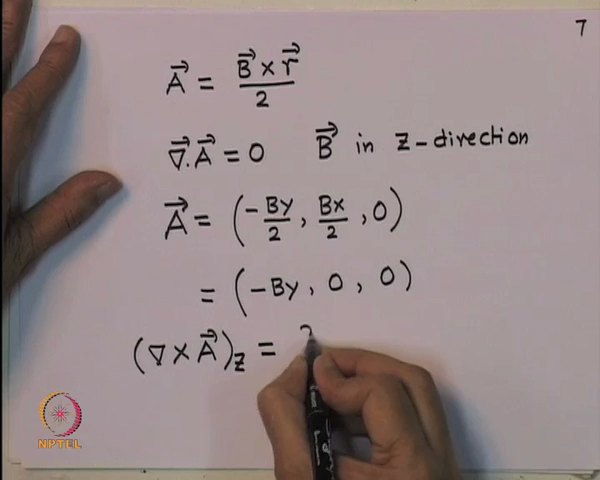 7
A⃗ = B⃗ × r⃗ / 2
∇⃗.A⃗ = 0 B⃗ in z-direction
A⃗ = (-By/2, Bx/2, 0)
= (-By, 0, 0)
(∇ × A⃗)z =
NPTEL